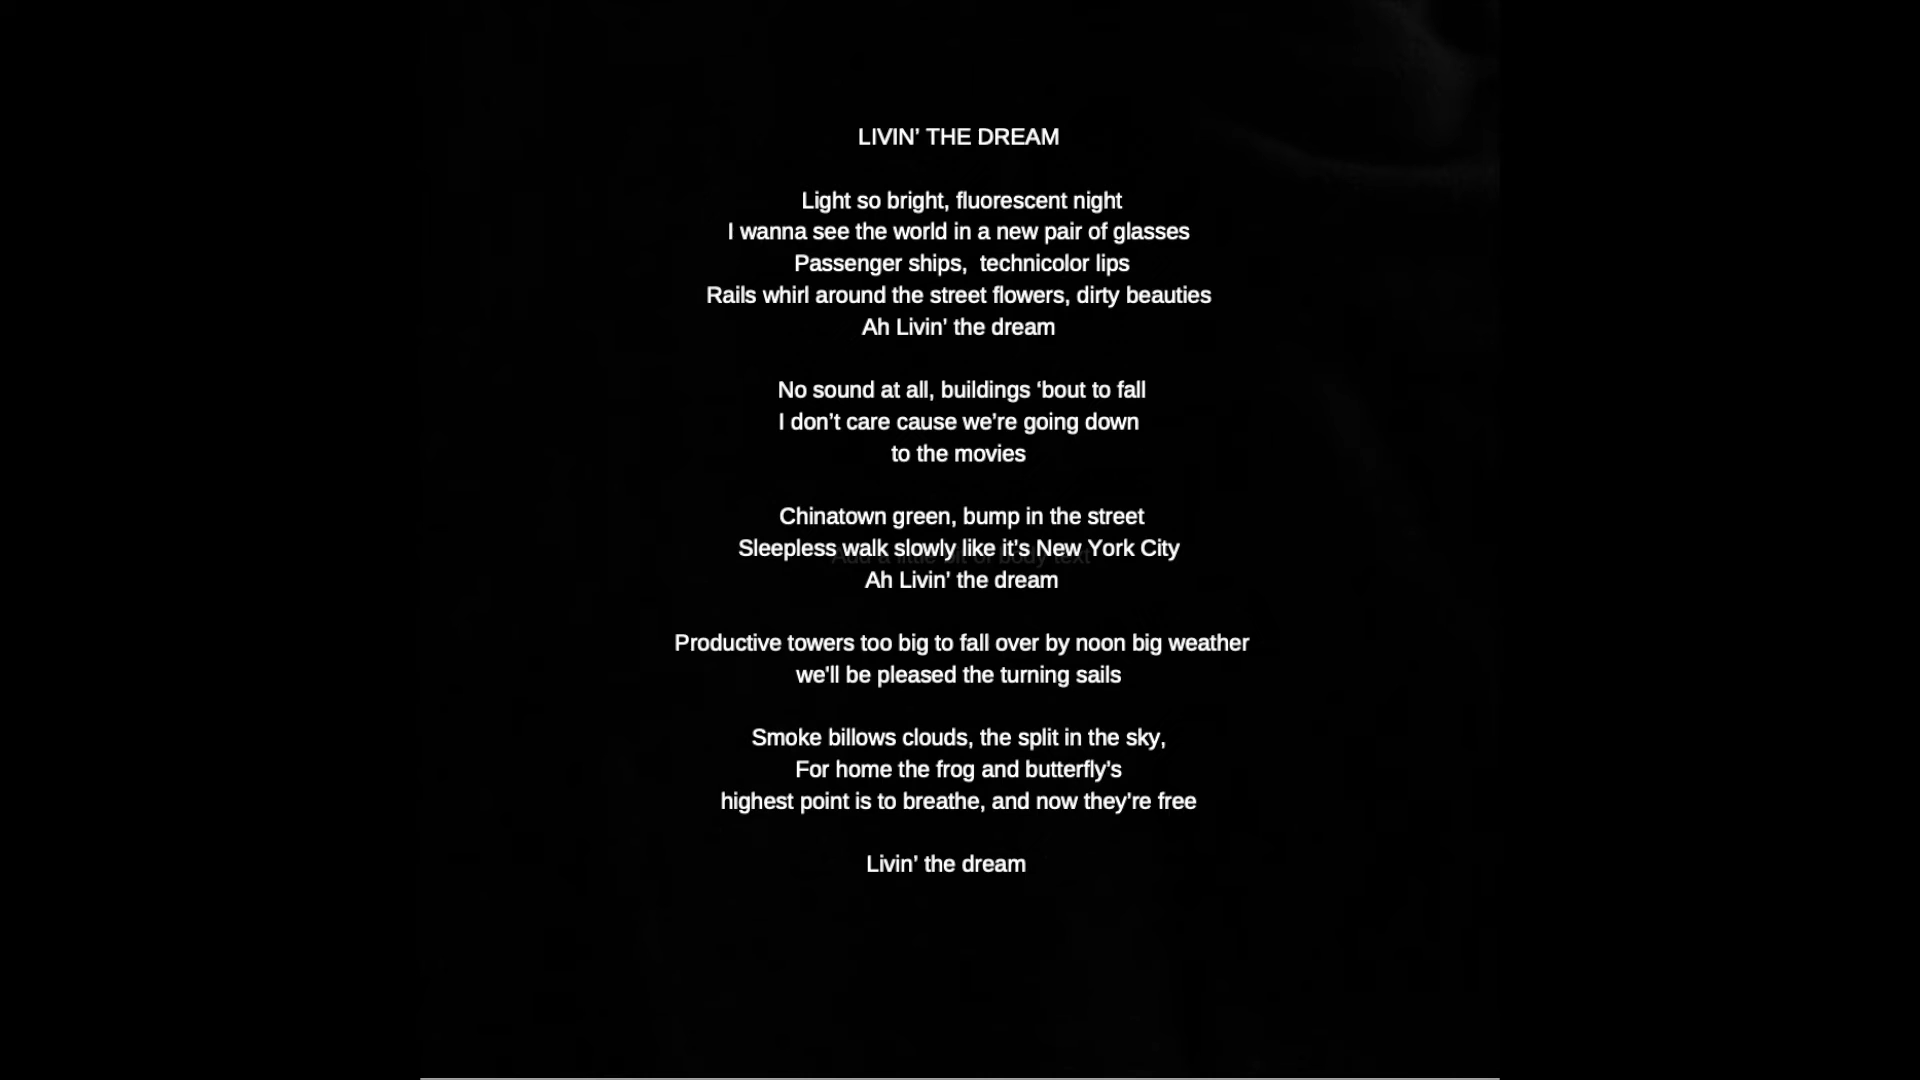 LIVIN’ THE DREAM
Light so bright, fluorescent night
I wanna see the world in a new pair of glasses
Passenger ships,  technicolor lips
Rails whirl around the street flowers, dirty beauties
Ah Livin' the dream
No sound at all, buildings ‘bout to fall
I don’t care cause we’re going down
to the movies
Chinatown green, bump in the street
Sleepless walk slowly like it’s New York City
Add a little bit of body text
Ah Livin’ the dream
Productive towers too big to fall over by noon big weather
we'll be pleased the turning sails
Smoke billows clouds, the split in the sky,
For home the frog and butterfly’s
highest point is to breathe, and now they’re free
Livin’ the dream